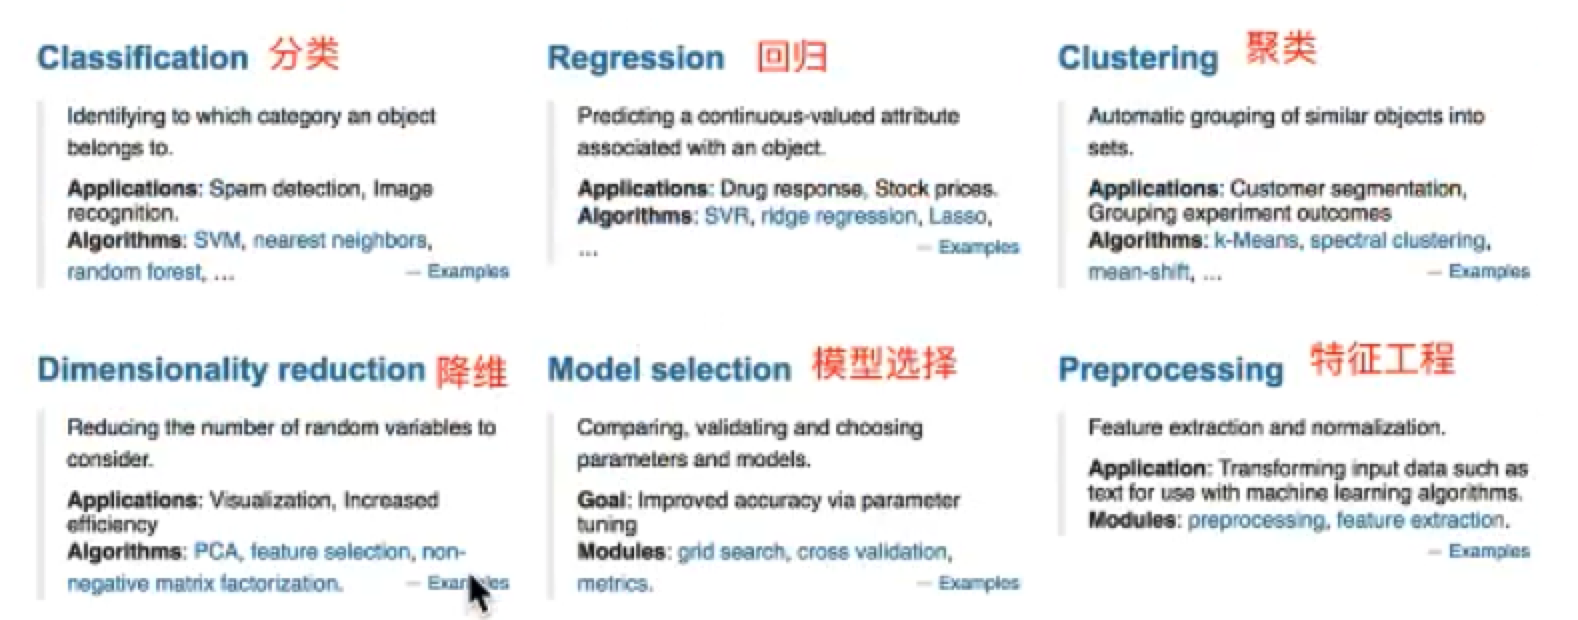 Classification 分类
Identifying to which category an object
belongs to.
Applications: Spam detection, Image
recognition.
Algorithms: SVM, nearest neighbors,
random forest, ...
— Examples
Regression 回归
Predicting a continuous-valued attribute
associated with an object.
Applications: Drug response, Stock prices.
Algorithms: SVR, ridge regression, Lasso,
...
— Examples
Clustering 聚类
Automatic grouping of similar objects into
sets.
Applications: Customer segmentation,
Grouping experiment outcomes
Algorithms: k-Means, spectral clustering,
mean-shift, ...
— Examples
Dimensionality reduction 降维
Reducing the number of random variables to
consider.
Applications: Visualization, Increased
efficiency
Algorithms: PCA, feature selection, non-
negative matrix factorization.
— Examples
Model selection 模型选择
Comparing, validating and choosing
parameters and models.
Goal: Improved accuracy via parameter
tuning
Modules: grid search, cross validation,
metrics.
— Examples
Preprocessing 特征工程
Feature extraction and normalization.
Application: Transforming input data such as
text for use with machine learning algorithms.
Modules: preprocessing, feature extraction.
— Examples